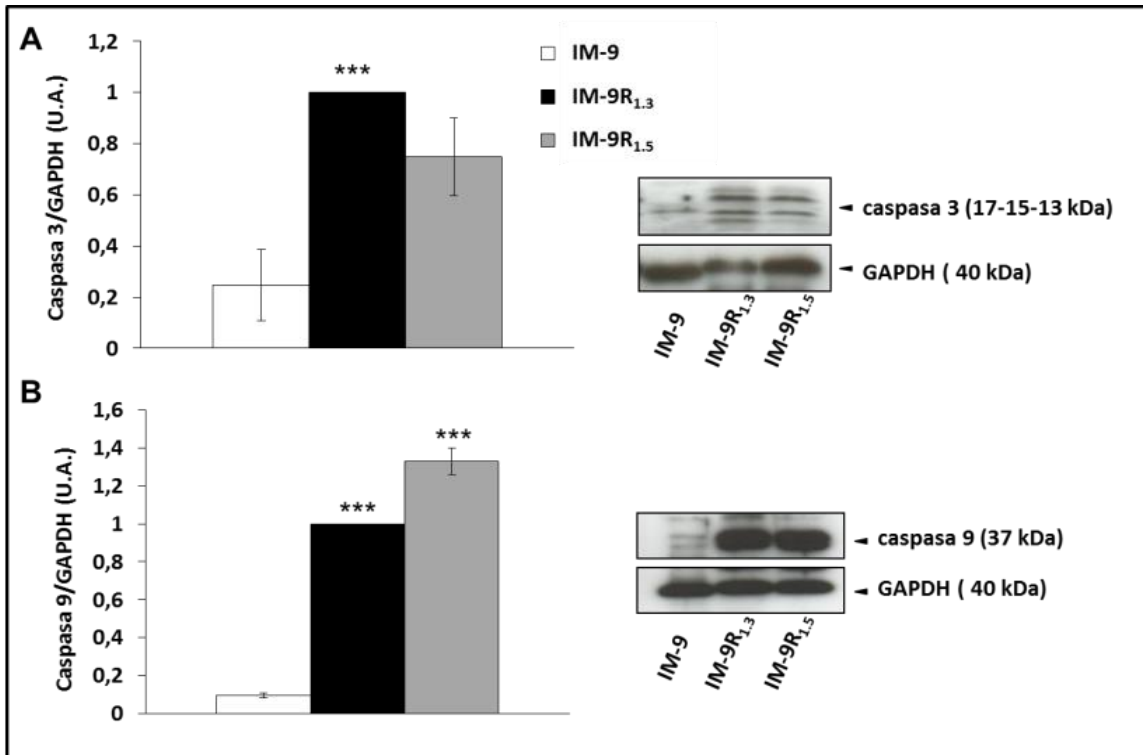 A
Caspasa 3/GAPDH (U.A.)
1,2
1
0,8
0,6
0,4
0,2
0
***
IM-9
IM-9R1.3
IM-9R1.5
caspasa 3 (17-15-13 kDa)
GAPDH ( 40 kDa)
IM-9
IM-9R1.3
IM-9R1.5
B
Caspasa 9/GAPDH (U.A.)
1,6
1,4
1,2
1
0,8
0,6
0,4
0,2
0
***
***
caspasa 9 (37 kDa)
GAPDH ( 40 kDa)
IM-9
IM-9R1.3
IM-9R1.5